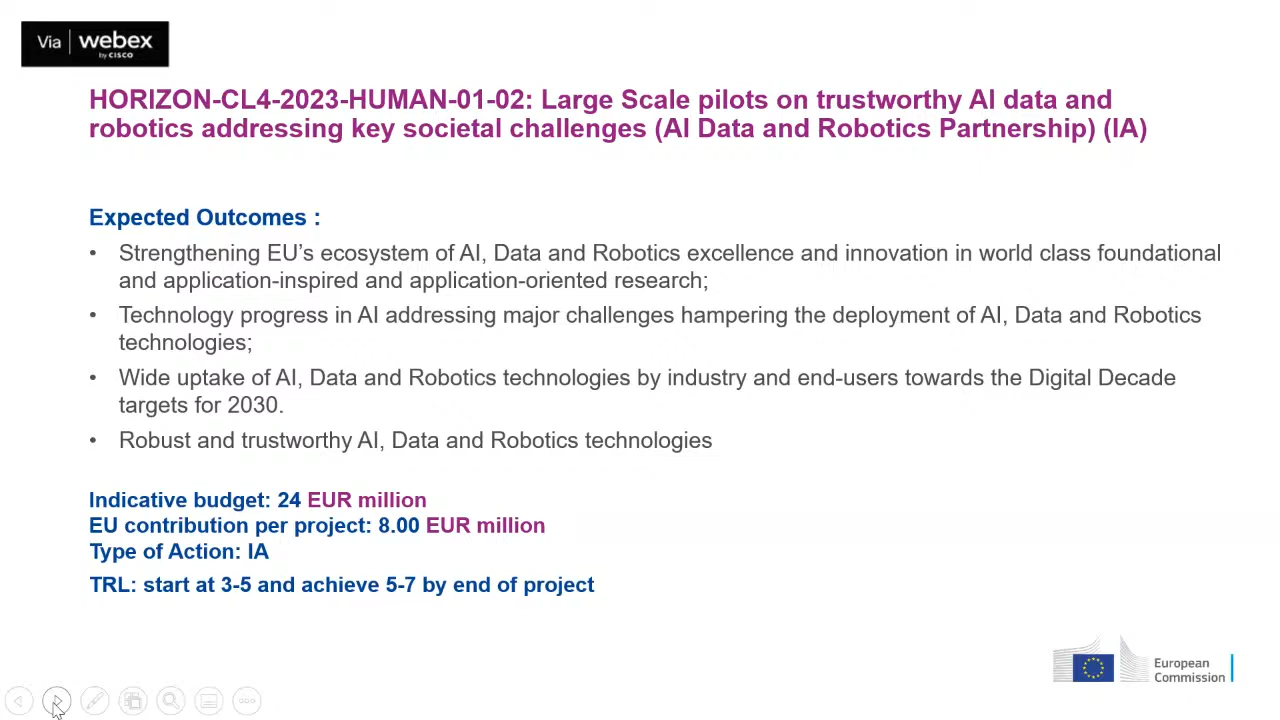 Via webex
by CISCO
HORIZON-CL4-2023-HUMAN-01-02: Large Scale pilots on trustworthy AI data and
robotics addressing key societal challenges (AI Data and Robotics Partnership) (IA)
Expected Outcomes :
• Strengthening EU’s ecosystem of AI, Data and Robotics excellence and innovation in world class foundational
and application-inspired and application-oriented research;
• Technology progress in AI addressing major challenges hampering the deployment of AI, Data and Robotics
technologies;
• Wide uptake of AI, Data and Robotics technologies by industry and end-users towards the Digital Decade
targets for 2030.
• Robust and trustworthy AI, Data and Robotics technologies
Indicative budget: 24 EUR million
EU contribution per project: 8.00 EUR million
Type of Action: IA
TRL: start at 3-5 and achieve 5-7 by end of project
European
Commission